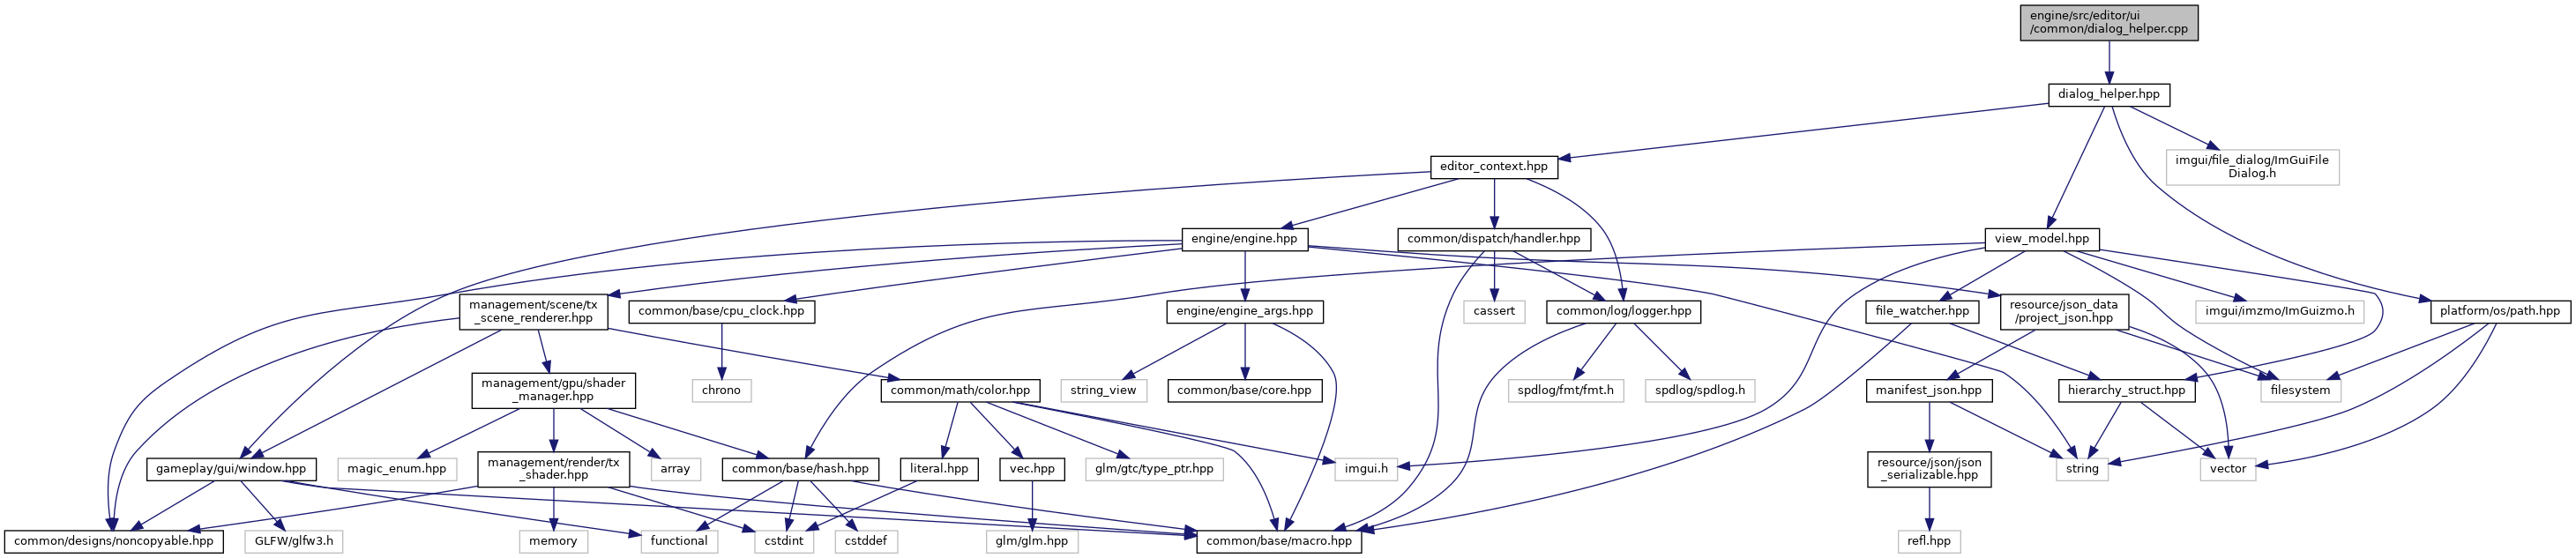 engine/src/editor/ui
/common/dialog_helper.cpp
dialog_helper.hpp
editor_context.hpp
imgui/file_dialog/ImGuiFile
Dialog.h
engine/engine.hpp
common/dispatch/handler.hpp
view_model.hpp
management/scene/tx
_scene_renderer.hpp
common/base/cpu_clock.hpp
engine/engine_args.hpp
cassert
common/log/logger.hpp
file_watcher.hpp
resource/json_data
/project_json.hpp
imgui/imzmo/ImGuizmo.h
platform/os/path.hpp
management/gpu/shader
_manager.hpp
chrono
common/math/color.hpp
string_view
common/base/core.hpp
spdlog/fmt/fmt.h
spdlog/spdlog.h
manifest_json.hpp
hierarchy_struct.hpp
filesystem
gameplay/gui/window.hpp
magic_enum.hpp
management/render/tx
_shader.hpp
array
common/base/hash.hpp
literal.hpp
vec.hpp
glm/gtc/type_ptr.hpp
imgui.h
resource/json/json
_serializable.hpp
string
vector
common/designs/noncopyable.hpp
GLFW/glfw3.h
memory
functional
cstdint
cstddef
glm/glm.hpp
common/base/macro.hpp
refl.hpp